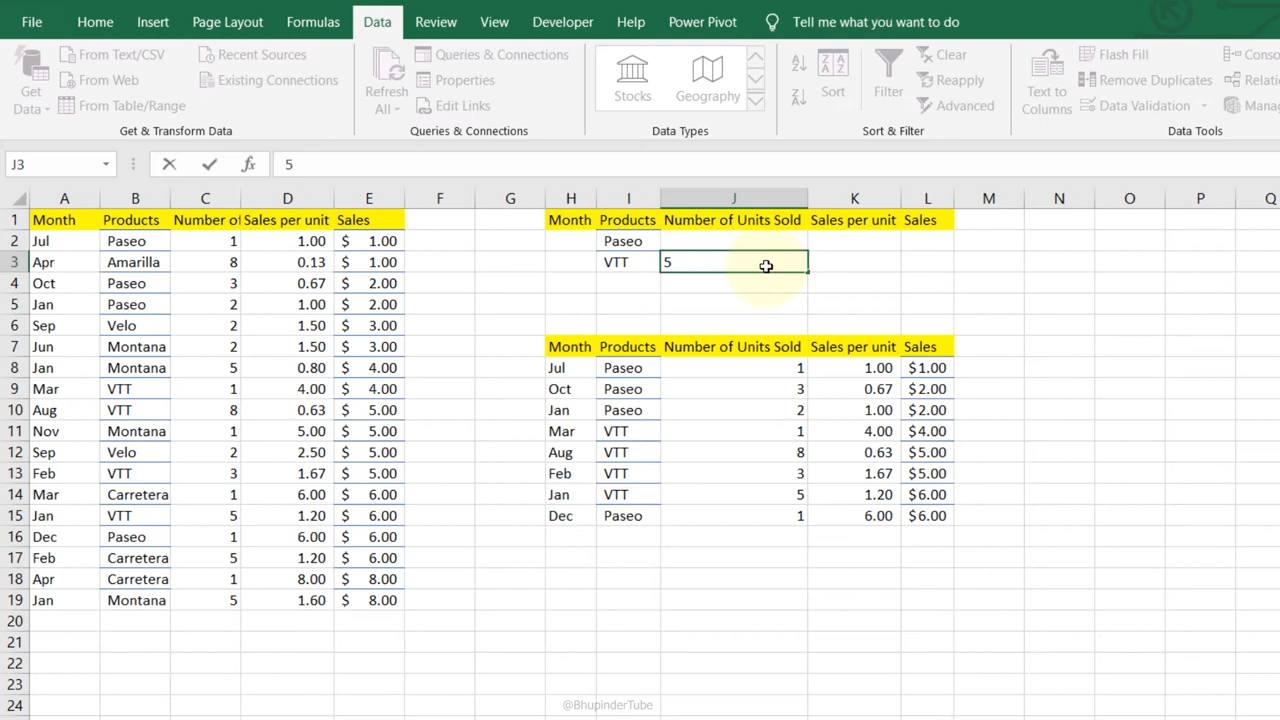 File Home Insert Page Layout Formulas Data Review View Developer Help Power Pivot Tell me what you want to do
Get Data
From Text/CSV
From Web
From Table/Range
Recent Sources
Existing Connections
Get & Transform Data
Refresh All
Queries & Connections
Properties
Edit Links
Queries & Connections
Stocks
Geography
Data Types
Sort
Filter
Clear
Reapply
Advanced
Sort & Filter
Text to Columns
Flash Fill
Remove Duplicates
Data Validation
Conso
Relati
Manag
Data Tools
J3 fx 5
A B C D E F G H I J K L M N O P Q
1 Month Products Number of Sales per unit Sales Month Products Number of Units Sold Sales per unit Sales
2 Jul Paseo 1 1.00 $ 1.00 Paseo
3 Apr Amarilla 8 0.13 $ 1.00 VTT 5
4 Oct Paseo 3 0.67 $ 2.00
5 Jan Paseo 2 1.00 $ 2.00
6 Sep Velo 2 1.50 $ 3.00
7 Jun Montana 2 1.50 $ 3.00 Month Products Number of Units Sold Sales per unit Sales
8 Jan Montana 5 0.80 $ 4.00 Jul Paseo 1 1.00 $1.00
9 Mar VTT 1 4.00 $ 4.00 Oct Paseo 3 0.67 $2.00
10 Aug VTT 8 0.63 $ 5.00 Jan Paseo 2 1.00 $2.00
11 Nov Montana 1 5.00 $ 5.00 Mar VTT 1 4.00 $4.00
12 Sep Velo 2 2.50 $ 5.00 Aug VTT 8 0.63 $5.00
13 Feb VTT 3 1.67 $ 5.00 Feb VTT 3 1.67 $5.00
14 Mar Carretera 1 6.00 $ 6.00 Jan VTT 5 1.20 $6.00
15 Jan VTT 5 1.20 $ 6.00 Dec Paseo 1 6.00 $6.00
16 Dec Paseo 1 6.00 $ 6.00
17 Feb Carretera 5 1.20 $ 6.00
18 Apr Carretera 1 8.00 $ 8.00
19 Jan Montana 5 1.60 $ 8.00
20
21
22
23
24
@BhupinderTube